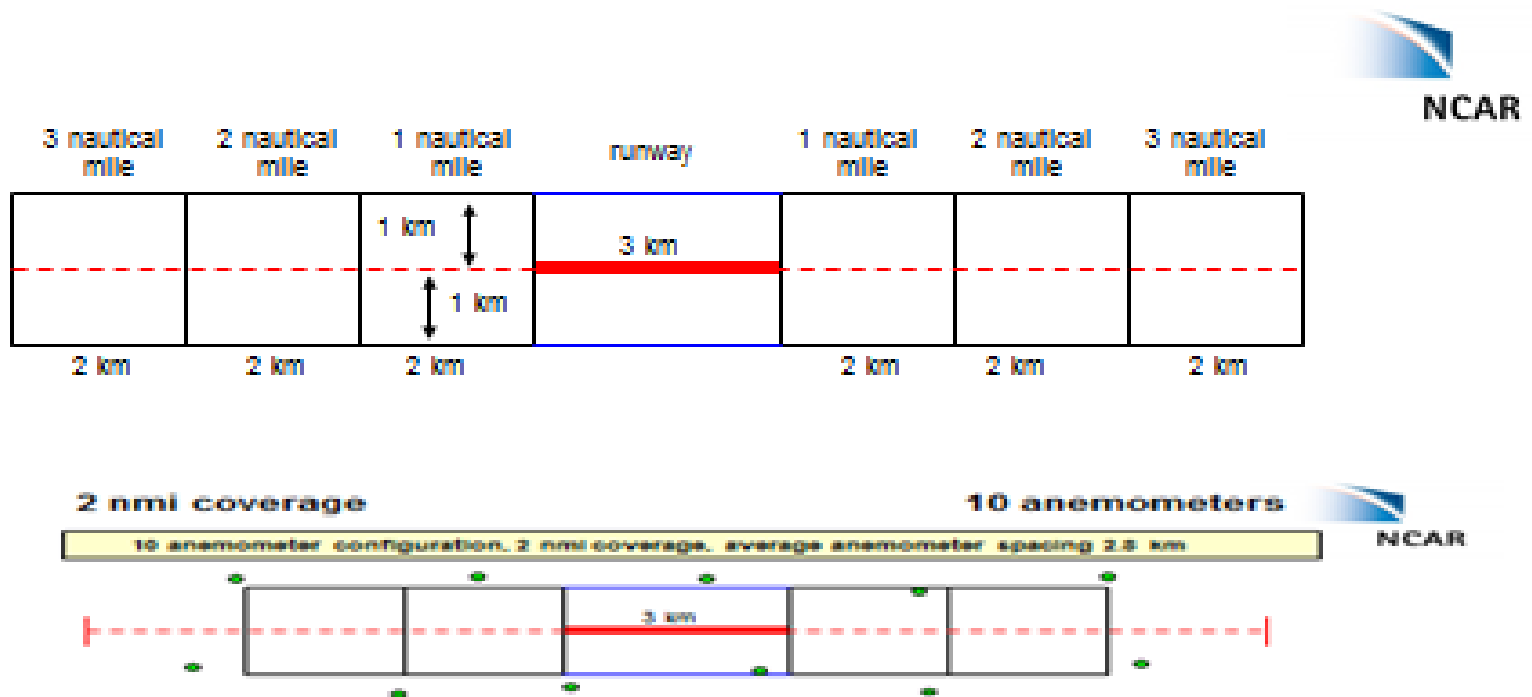 NCAR
3 nautical mile
2 nautical mile
1 nautical mile
runway
1 nautical mile
2 nautical mile
3 nautical mile
1 km
3 km
1 km
2 km
2 km
2 km
2 km
2 km
2 km
2 nmi coverage
10 anemometers
NCAR
10 anemometer configuration, 2 nmi coverage, average anemometer spacing 2.8 km
3 km